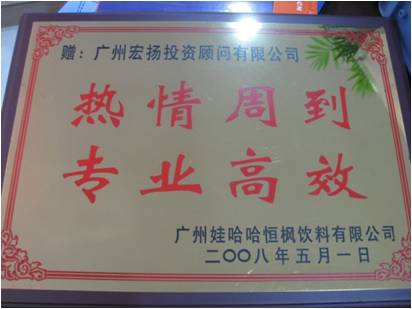 赠：广州宏扬投资顾问有限公司
热情周到
专业高效
广州娃哈哈恒枫饮料有限公司
二〇〇八年五月一日